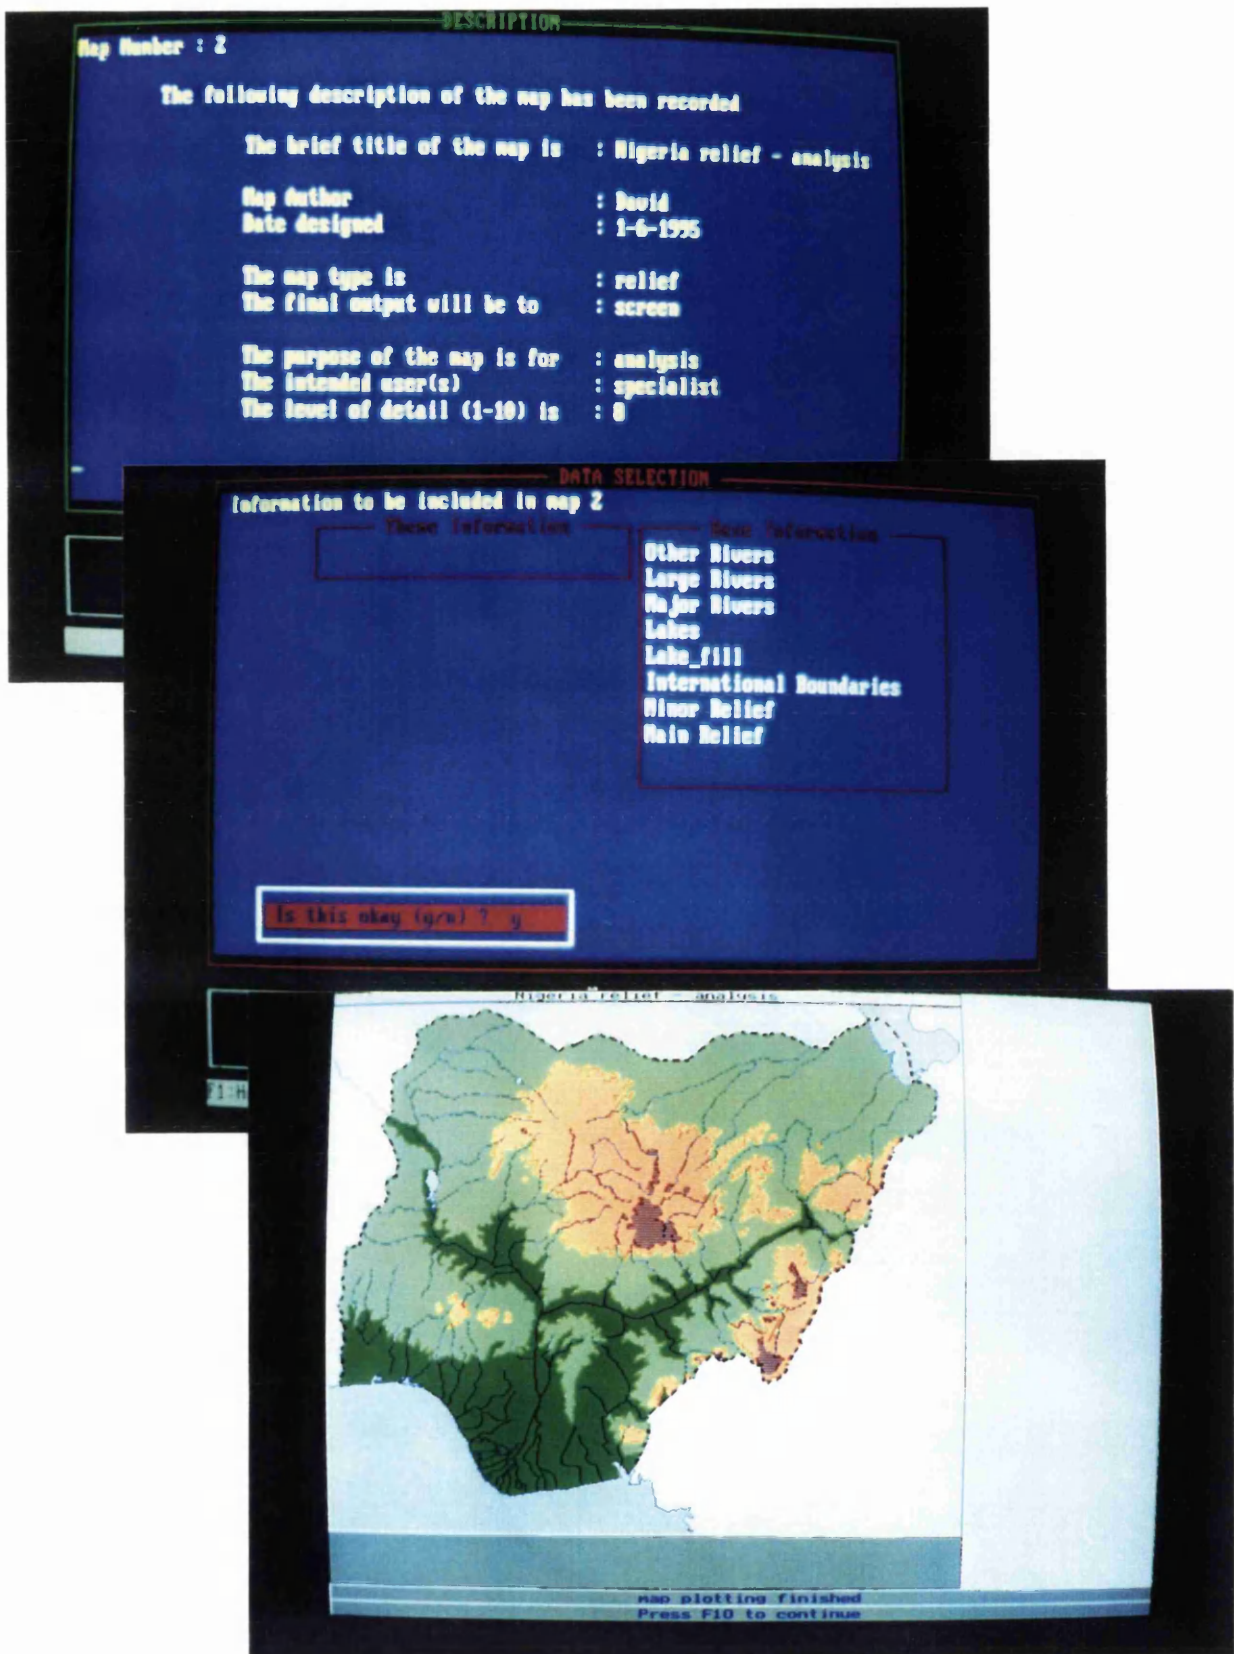 DESCRIPTION
Map Number : 2
The following description of the map has been recorded
The brief title of the map is : Nigeria relief - analysis
Map Author : David
Date designed : 1-6-1995
The map type is : relief
The final output will be to : screen
The purpose of the map is for : analysis
The intended user(s) : specialist
The level of detail (1-10) is : 8
DATA SELECTION
Information to be included in map 2
These Information
Base Information
Other Rivers
Large Rivers
Major Rivers
Lakes
Lake_fill
International Boundaries
Minor Relief
Main Relief
Is this okay (y/n) ? y
F1:H
Nigeria relief - analysis
map plotting finished
Press F10 to continue